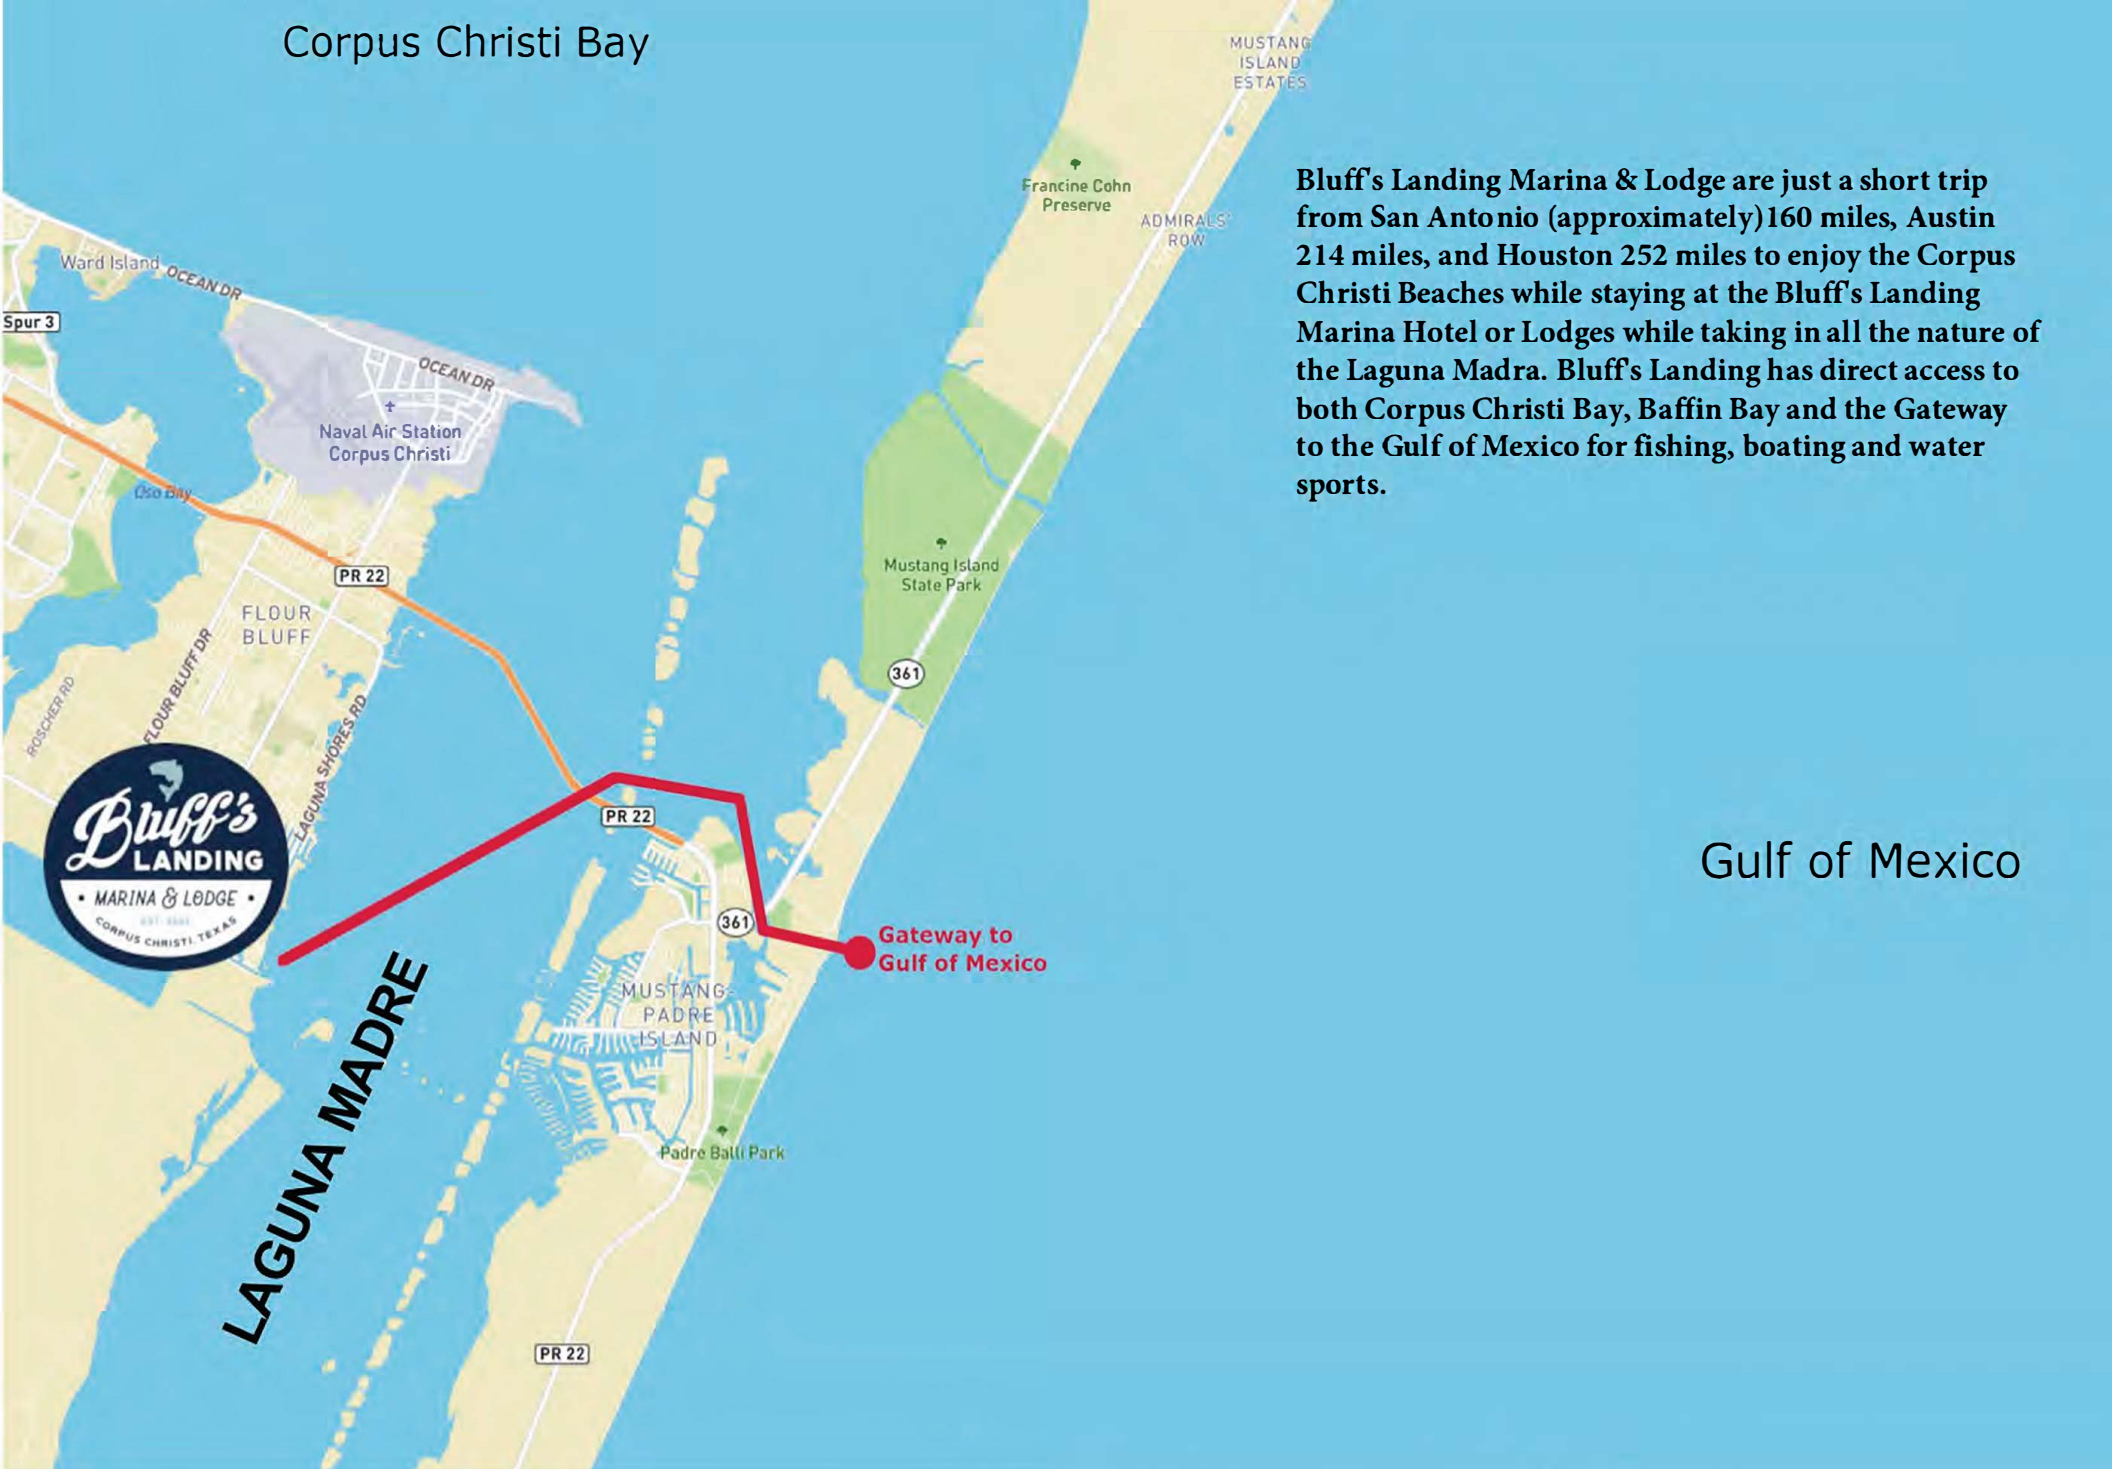 Corpus Christi Bay
MUSTANG
ISLAND
ESTATES
Francine Cohn
Preserve
ADMIRALS'
ROW
Bluff's Landing Marina & Lodge are just a short trip
from San Antonio (approximately)160 miles, Austin
214 miles, and Houston 252 miles to enjoy the Corpus
Christi Beaches while staying at the Bluff's Landing
Marina Hotel or Lodges while taking in all the nature of
the Laguna Madra. Bluff's Landing has direct access to
both Corpus Christi Bay, Baffin Bay and the Gateway
to the Gulf of Mexico for fishing, boating and water
sports.
Ward Island
OCEAN DR
Spur 3
OCEAN DR
Naval Air Station
Corpus Christi
Oso Bay
PR 22
FLOUR
BLUFF
Mustang Island
State Park
361
FLOUR BLUFF DR
ROSCHER RD
LAGUNA SHORES RD
Bluff's
LANDING
• MARINA & LODGE •
CORPUS CHRISTI, TEXAS
PR 22
361
Gateway to
Gulf of Mexico
Gulf of Mexico
MUSTANG-
PADRE
ISLAND
LAGUNA MADRE
Padre Balli Park
PR 22